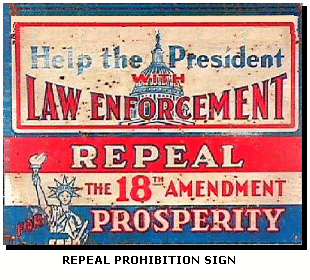 Help the President
WITH
LAW ENFORCEMENT
REPEAL
THE 18TH AMENDMENT
FOR
PROSPERITY
REPEAL PROHIBITION SIGN